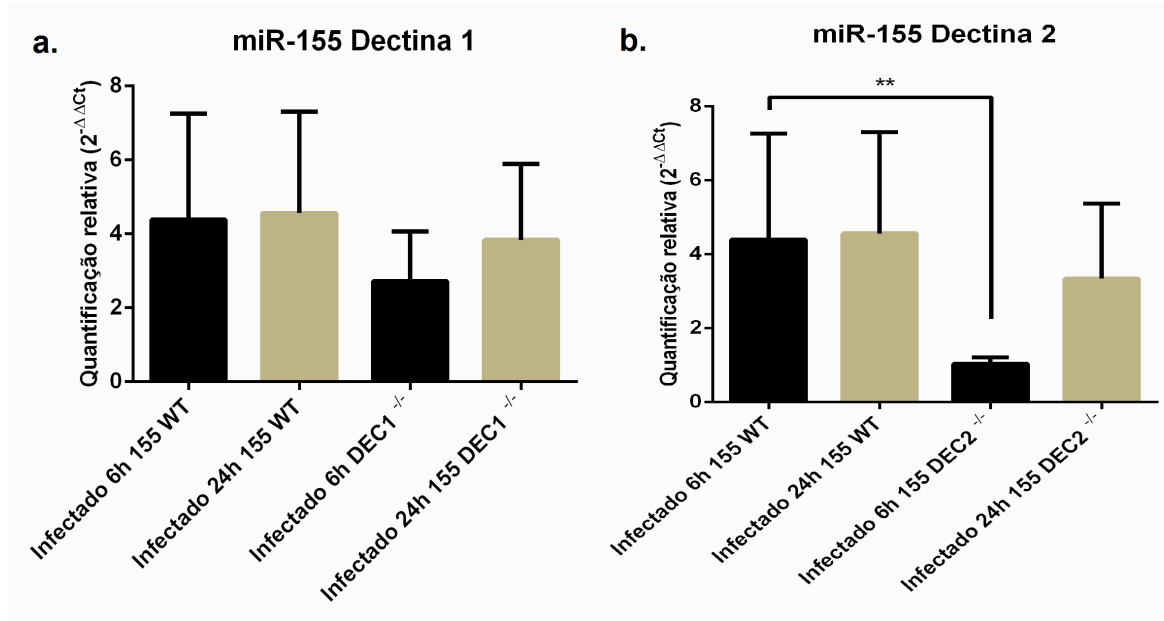 a.
miR-155 Dectina 1
Quantificação relativa (2-Δ ΔCt)
8
6
4
2
0
Infectado 6h 155 WT
Infectado 24h 155 WT
Infectado 6h DEC1 -/-
Infectado 24h 155 DEC1 -/-
b.
miR-155 Dectina 2
**
Quantificação relativa (2-Δ ΔCt)
8
6
4
2
0
Infectado 6h 155 WT
Infectado 24h 155 WT
Infectado 6h 155 DEC2 -/-
Infectado 24h 155 DEC2 -/-